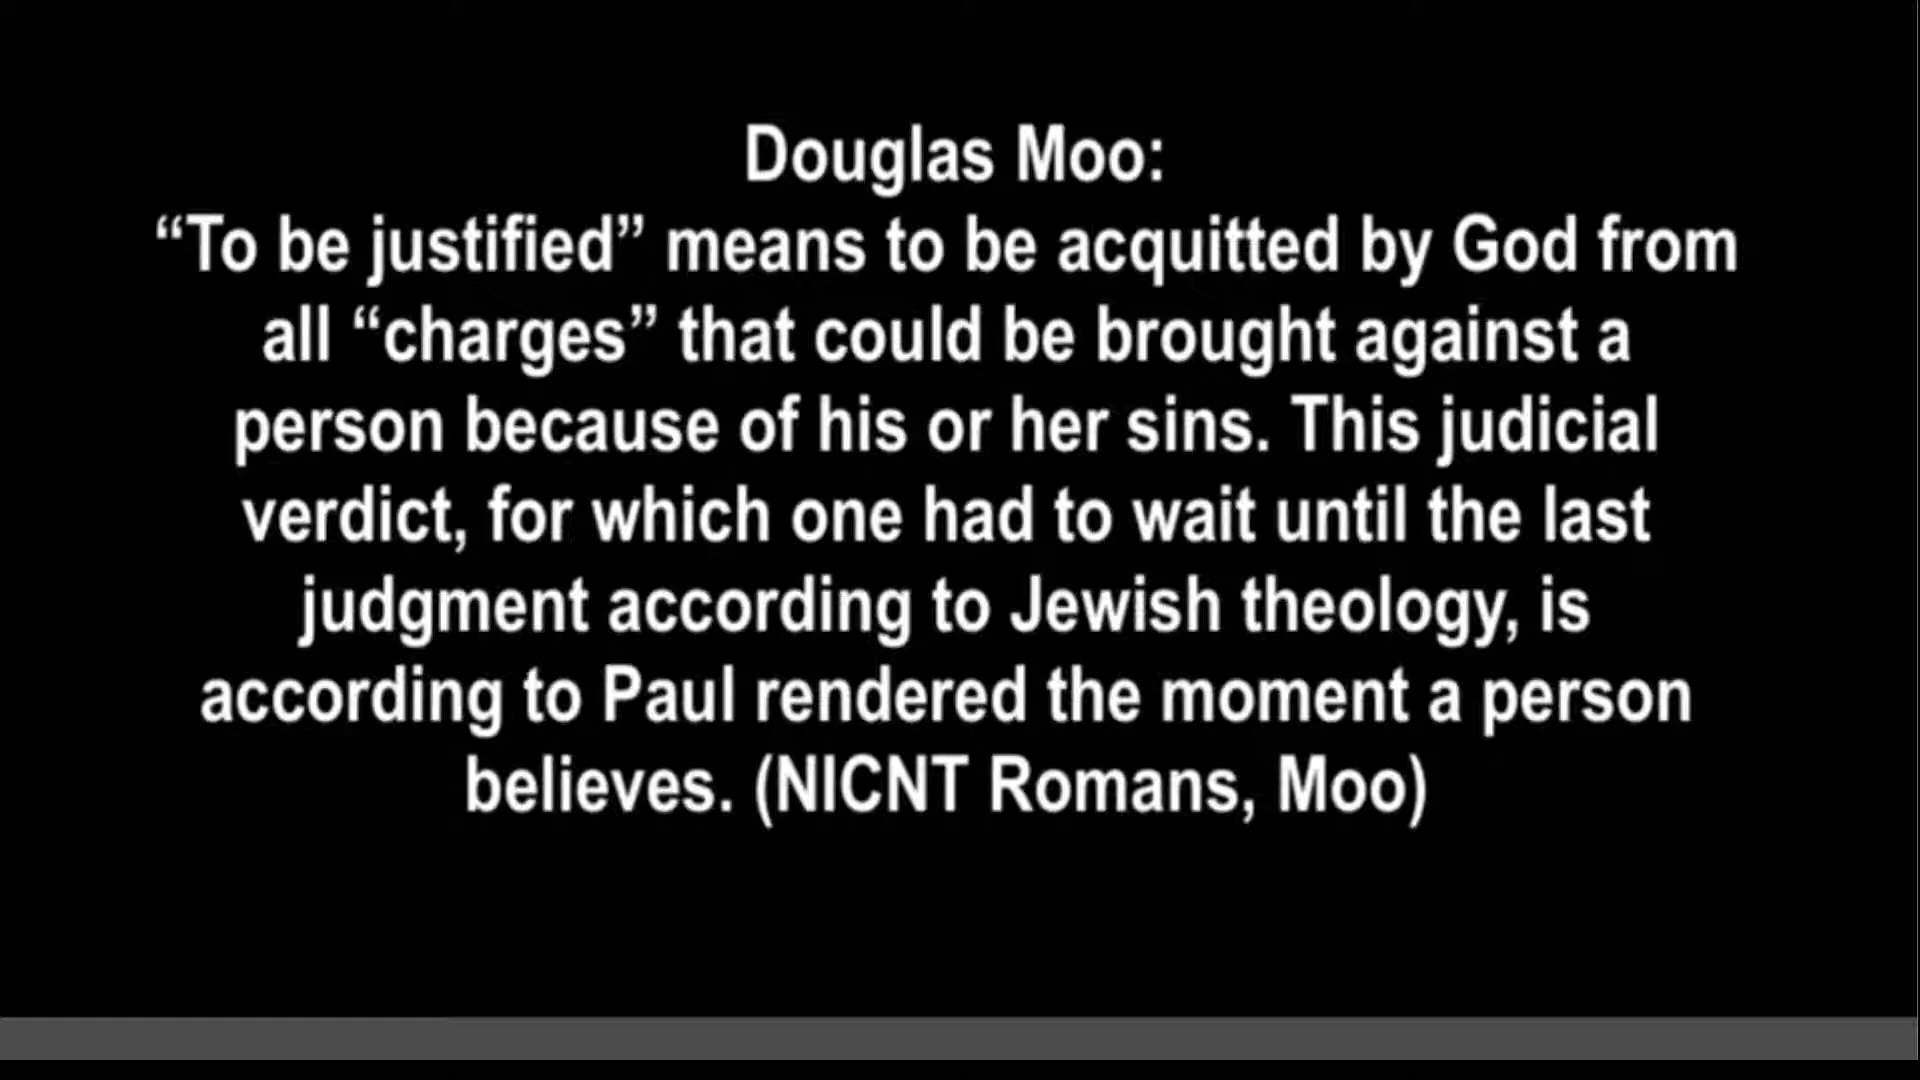 Douglas Moo:
“To be justified” means to be acquitted by God from
all “charges” that could be brought against a
person because of his or her sins. This judicial
verdict, for which one had to wait until the last
judgment according to Jewish theology, is
according to Paul rendered the moment a person
believes. (NICNT Romans, Moo)